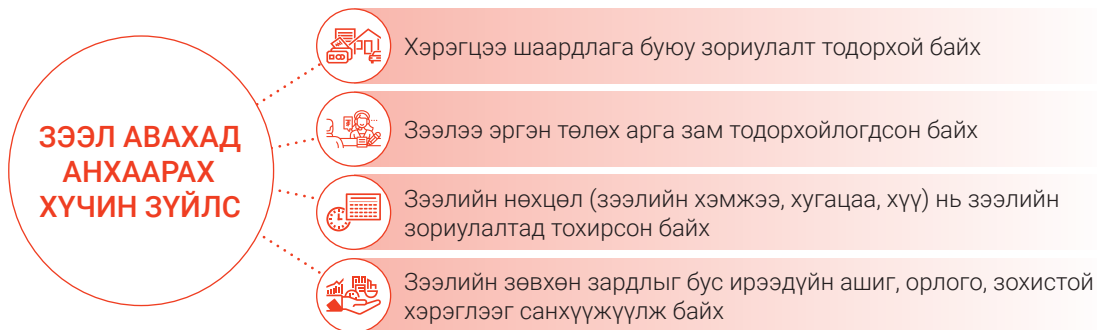 ЗЭЭЛ АВАХАД
АНХААРАХ
ХҮЧИН ЗҮЙЛС
Хэрэгцээ шаардлага буюу зориулалт тодорхой байх
Зээлээ эргэн төлөх арга зам тодорхойлогдсон байх
Зээлийн нөхцөл (зээлийн хэмжээ, хугацаа, хүү) нь зээлийн
зориулалтад тохирсон байх
Зээлийн зөвхөн зардлыг бус ирээдүйн ашиг, орлого, зохистой
хэрэглээг санхүүжүүлж байх